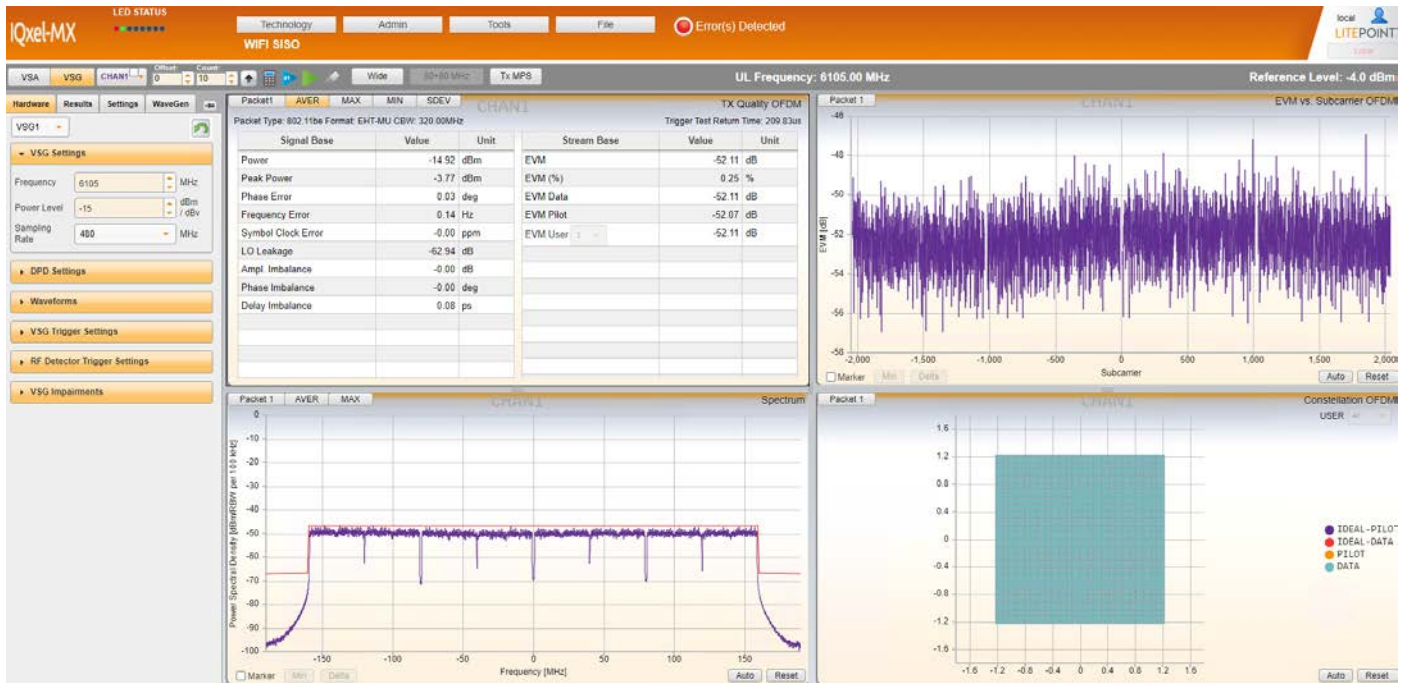 IQxel-MX
LED STATUS
Technology Admin Tools File Error(s) Detected
WIFI SISO
local
LITEPOINT
VSA VSG CHAN1 Offset: 0 Count: 10 Wide 80+80 MHz Tx MPS UL Frequency: 6105.00 MHz Reference Level: -4.0 dBm
Hardware Results Settings WaveGen
VSG1
VSG Settings
Frequency 6105 MHz
Power Level -15 dBm / dBv
Sampling Rate 480 MHz
DPD Settings
Waveforms
VSG Trigger Settings
RF Detector Trigger Settings
VSG Impairments
Packet1 AVER MAX MIN SDEV CHAN1 TX Quality OFDM
Packet Type: 802.11be Format: EHT-MU CBW: 320.00MHz Trigger Test Return Time: 209.83us
Signal Base Value Unit Stream Base Value Unit
Power -14.92 dBm EVM -52.11 dB
Peak Power -3.77 dBm EVM (%) 0.25 %
Phase Error 0.03 deg EVM Data -52.11 dB
Frequency Error 0.14 Hz EVM Pilot -52.07 dB
Symbol Clock Error -0.00 ppm EVM User 1 -52.11 dB
LO Leakage -62.94 dB
Ampl. Imbalance -0.00 dB
Phase Imbalance -0.00 deg
Delay Imbalance 0.08 ps
Packet 1 CHAN1 EVM vs. Subcarrier OFDM
EVM [dB]
-46
-48
-50
-52
-54
-56
-58
-2,000 -1,500 -1,000 -500 0 500 1,000 1,500 2,000
Subcarrier
Marker Min Delta Auto Reset
Packet 1 AVER MAX CHAN1 Spectrum
Power Spectral Density [dBm/RBW per 100 kHz]
0
-10
-20
-30
-40
-50
-60
-70
-80
-90
-100
-150 -100 -50 0 50 100 150
Frequency [MHz]
Marker Min Delta Auto Reset
Packet 1 CHAN1 Constellation OFDM
USER
1.6
1.2
0.8
0.4
0
-0.4
-0.8
-1.2
-1.6
-1.6 -1.2 -0.8 -0.4 0 0.4 0.8 1.2 1.6
IDEAL-PILOT
IDEAL-DATA
PILOT
DATA
Auto Reset